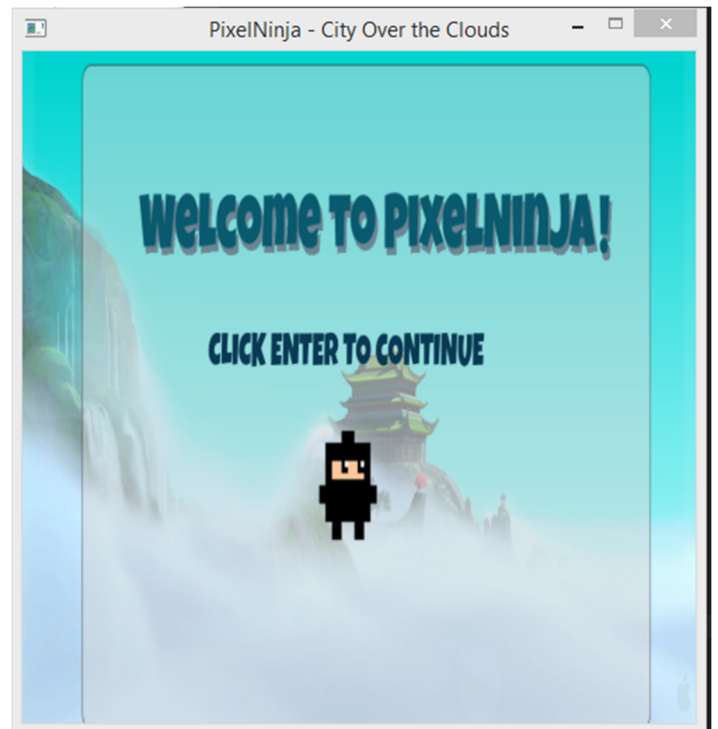 PixelNinja - City Over the Clouds
Welcome to PixelNinja!
CLICK ENTER TO CONTINUE